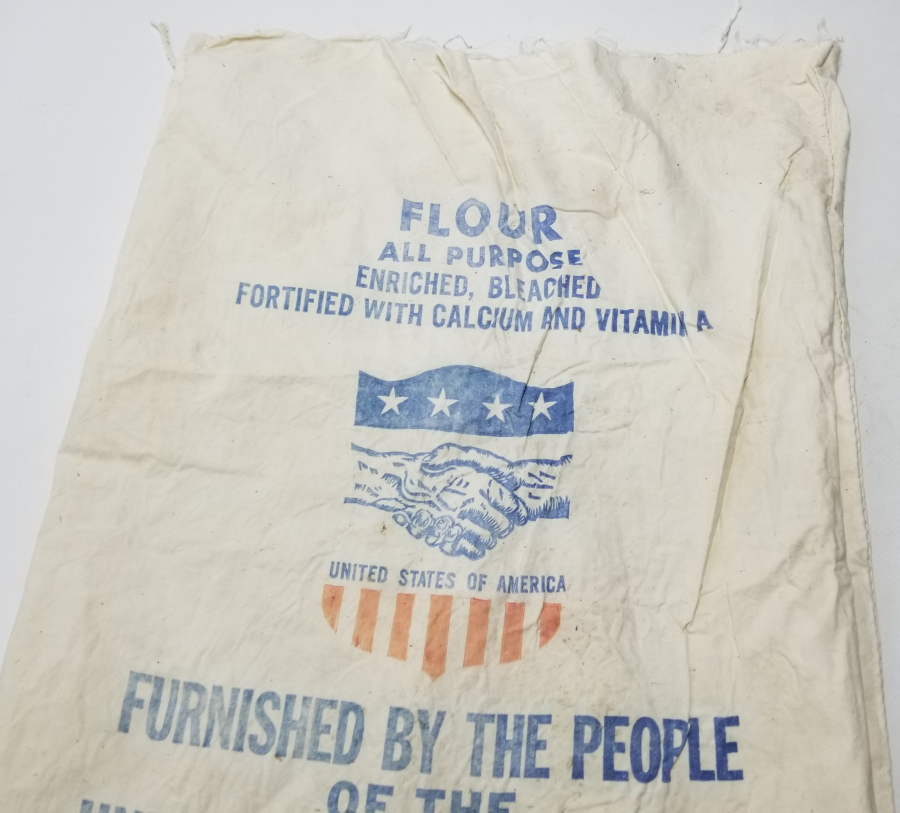 FLOUR
ALL PURPOSE
ENRICHED, BLEACHED
FORTIFIED WITH CALCIUM AND VITAMIN A
UNITED STATES OF AMERICA
FURNISHED BY THE PEOPLE
OF THE